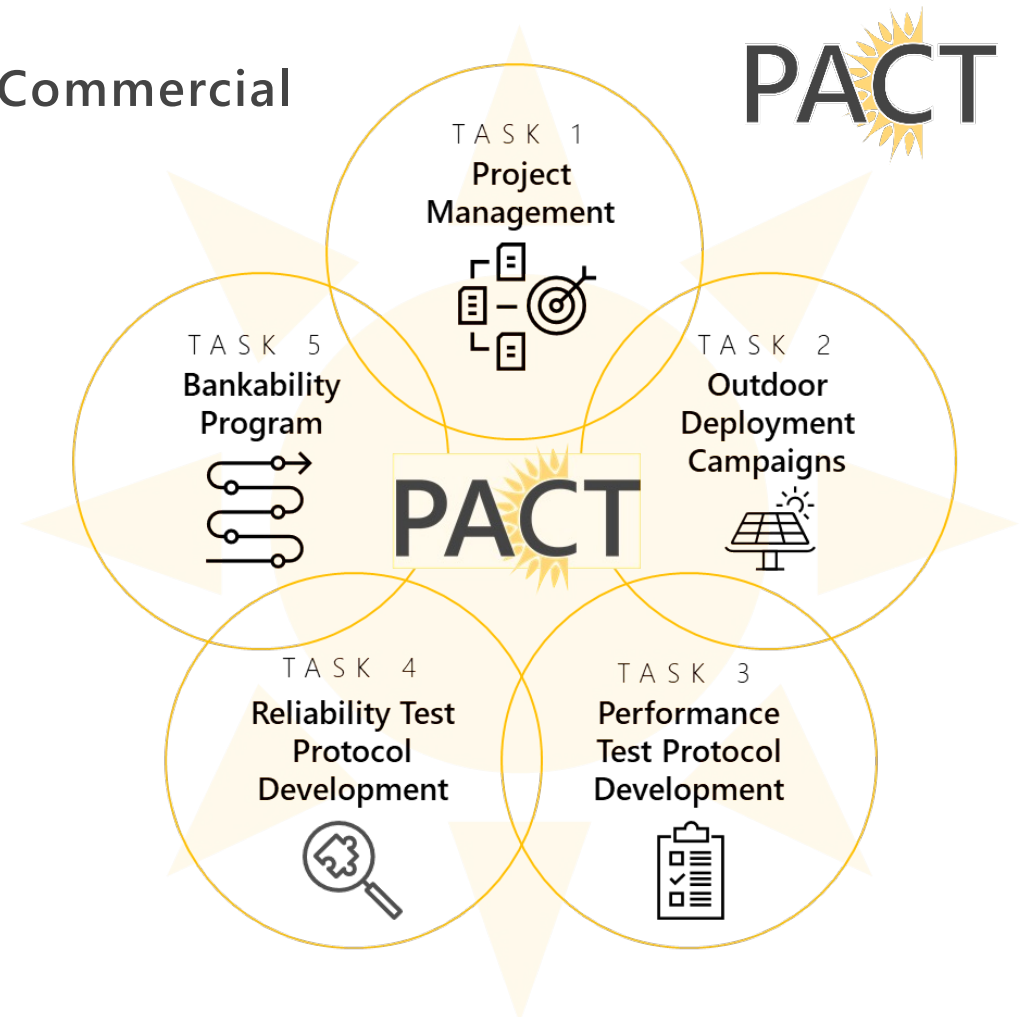 Commercial
PACT
TASK 1
Project
Management
TASK 5
Bankability
Program
TASK 2
Outdoor
Deployment
Campaigns
PACT
TASK 4
Reliability Test
Protocol
Development
TASK 3
Performance
Test Protocol
Development